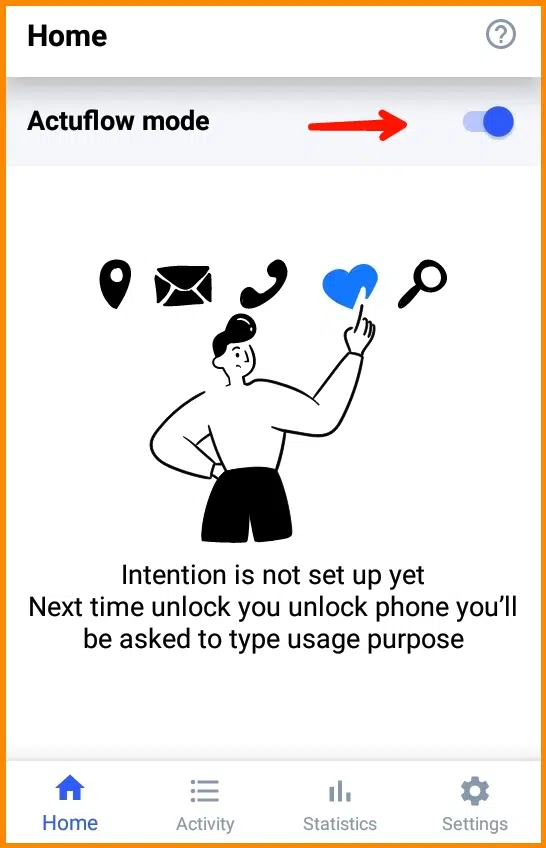 Home
Actuflow mode
Intention is not set up yet
Next time unlock you unlock phone you’ll
be asked to type usage purpose
Home
Activity
Statistics
Settings